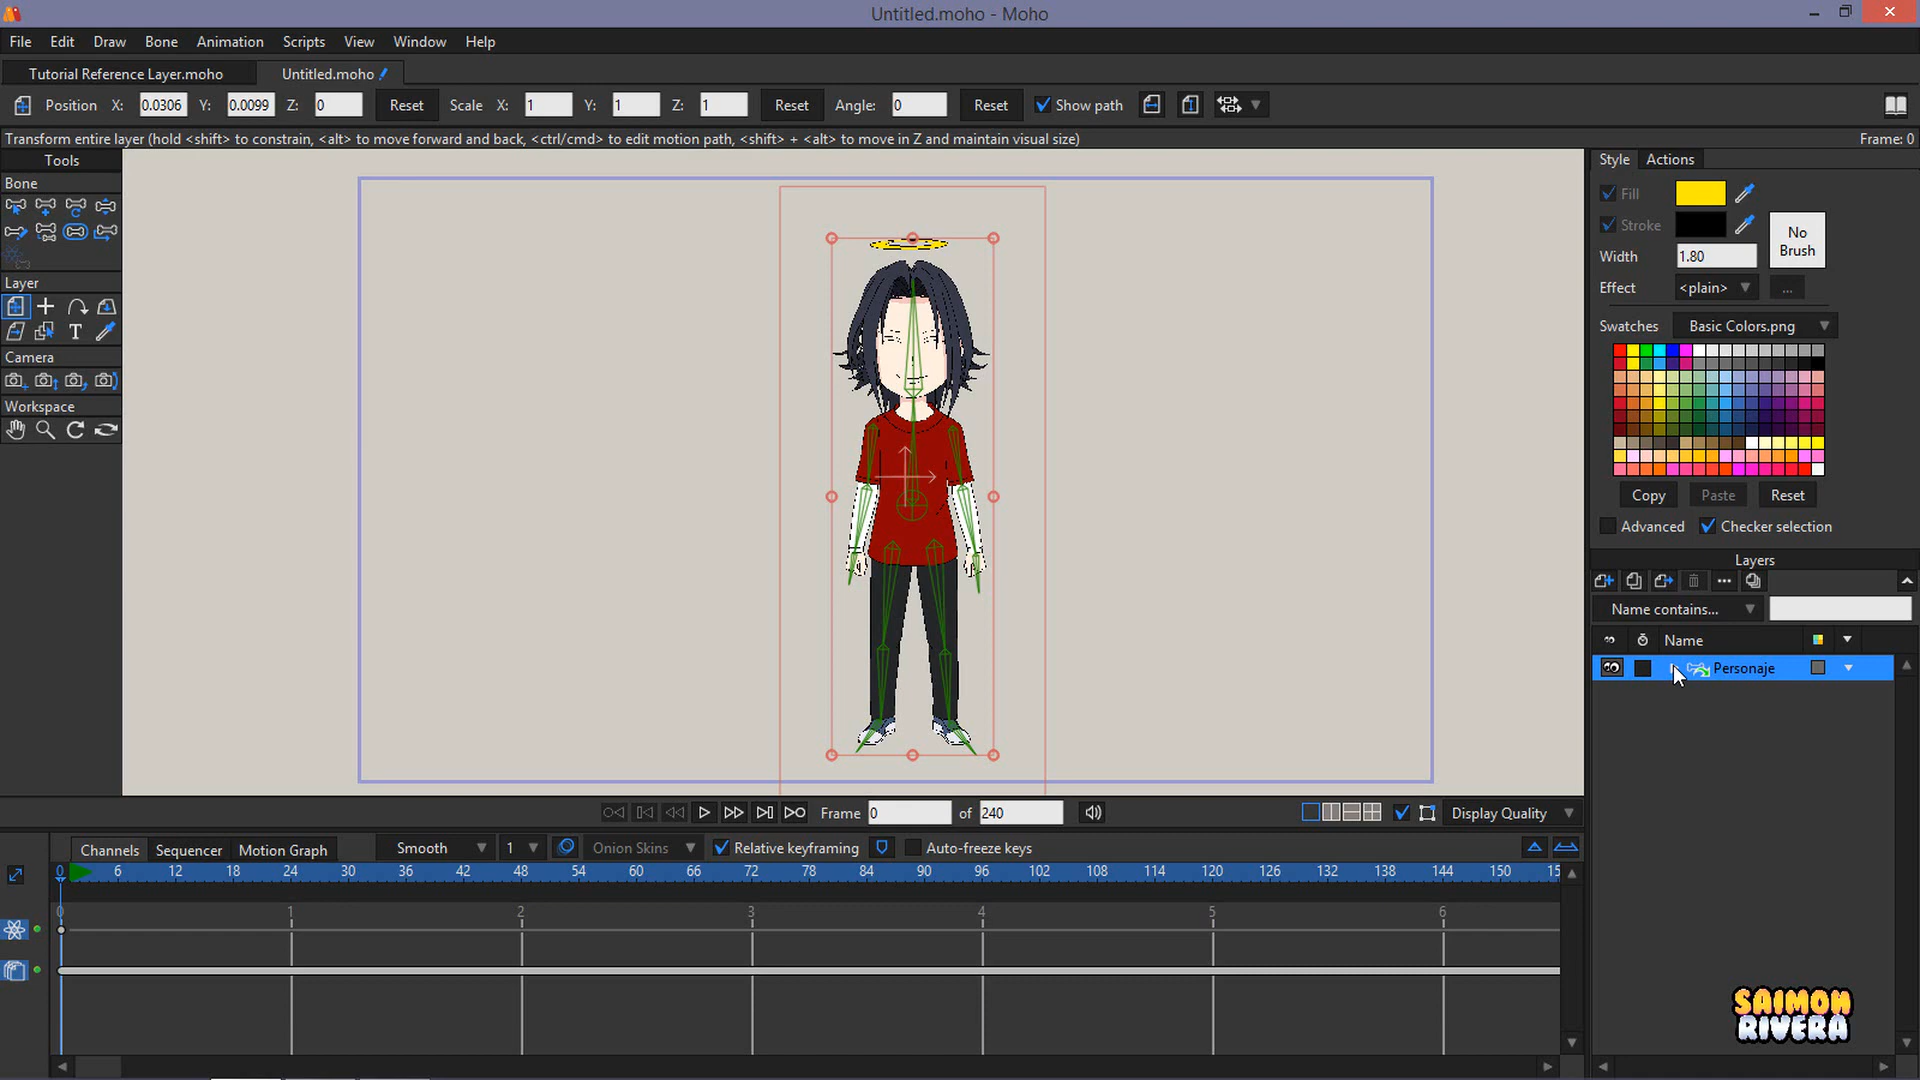 Untitled.moho - Moho
File Edit Draw Bone Animation Scripts View Window Help
Tutorial Reference Layer.moho Untitled.moho
Position X: 0.0306 Y: 0.0099 Z: 0 Reset Scale X: 1 Y: 1 Z: 1 Reset Angle: 0 Reset Show path
Transform entire layer (hold <shift> to constrain, <alt> to move forward and back, <ctrl/cmd> to edit motion path, <shift> + <alt> to move in Z and maintain visual size) Frame: 0
Tools
Bone
Layer
T
Camera
Workspace
Style Actions
Fill
Stroke
No
Brush
Width 1.80
Effect <plain> ...
Swatches Basic Colors.png
Copy Paste Reset
Advanced Checker selection
Layers
Name contains...
Name
Personaje
Frame 0 of 240 Display Quality
Channels Sequencer Motion Graph Smooth 1 Onion Skins Relative keyframing Auto-freeze keys
0 6 12 18 24 30 36 42 48 54 60 66 72 78 84 90 96 102 108 114 120 126 132 138 144 150 15
0 1 2 3 4 5 6
SAIMON
RIVERA